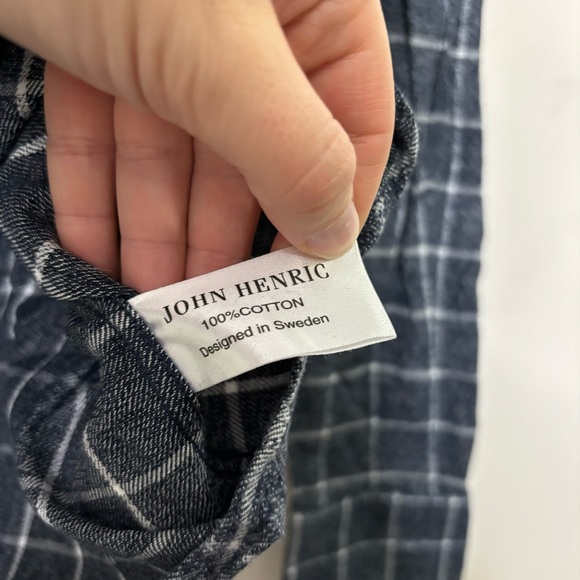 JOHN HENRIC
100%COTTON
Designed in Sweden